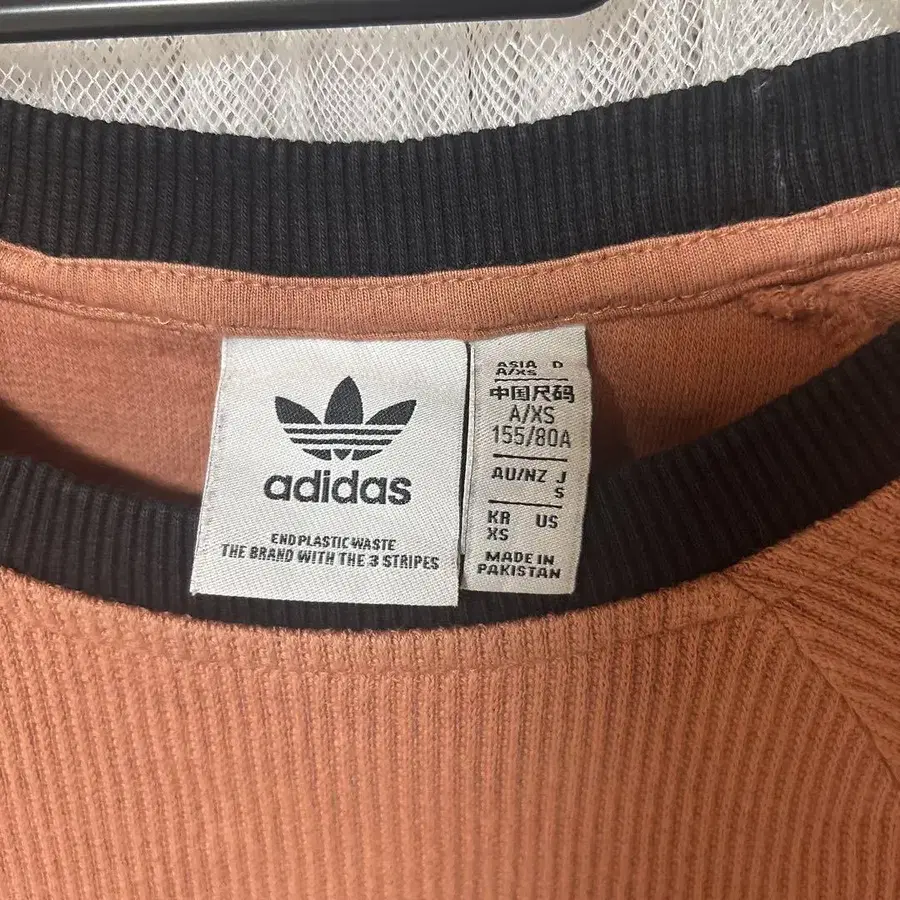 adidas
END PLASTIC WASTE
THE BRAND WITH THE 3 STRIPES
ASIA D
A/XS
中国尺码
A/XS
155/80A
AU/NZ J
S
KR US
XS
MADE IN
PAKISTAN